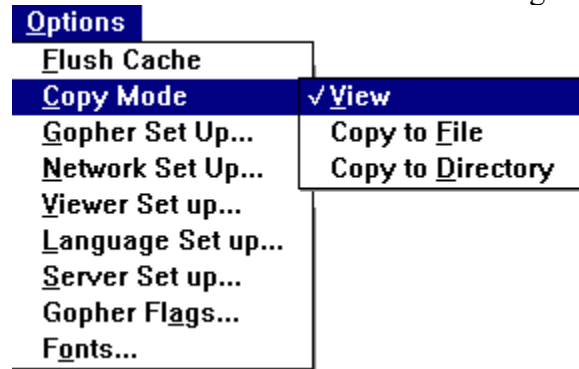 Options
Flush Cache
Copy Mode
✓View
Copy to File
Copy to Directory
Gopher Set Up...
Network Set Up...
Viewer Set up...
Language Set up...
Server Set up...
Gopher Flags...
Fonts...